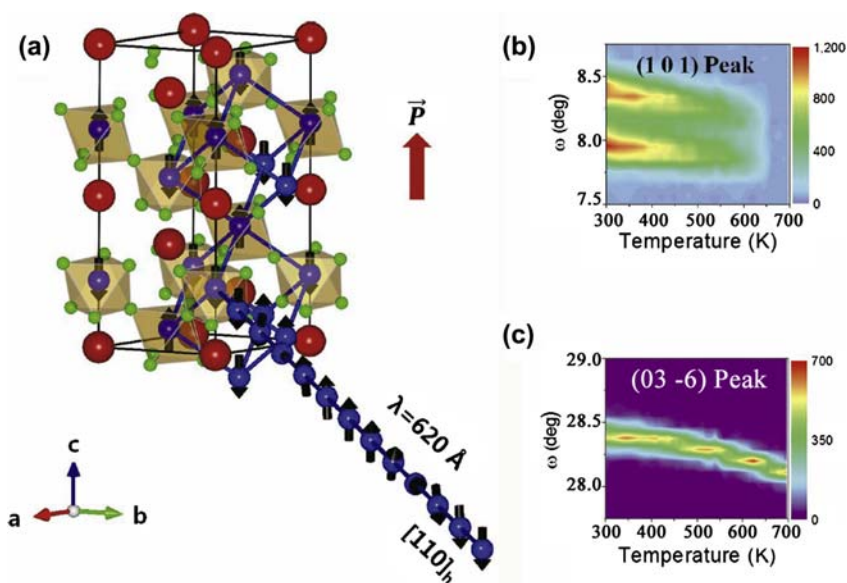 (a)
P
c
a
b
λ=620 Å
[110]h
(b)
(1 0 1) Peak
8.5
8.0
7.5
ω (deg)
300 400 500 600 700
Temperature (K)
1,200
800
400
0
(c)
(03 -6) Peak
29.0
28.5
28.0
ω (deg)
300 400 500 600 700
Temperature (K)
700
350
0